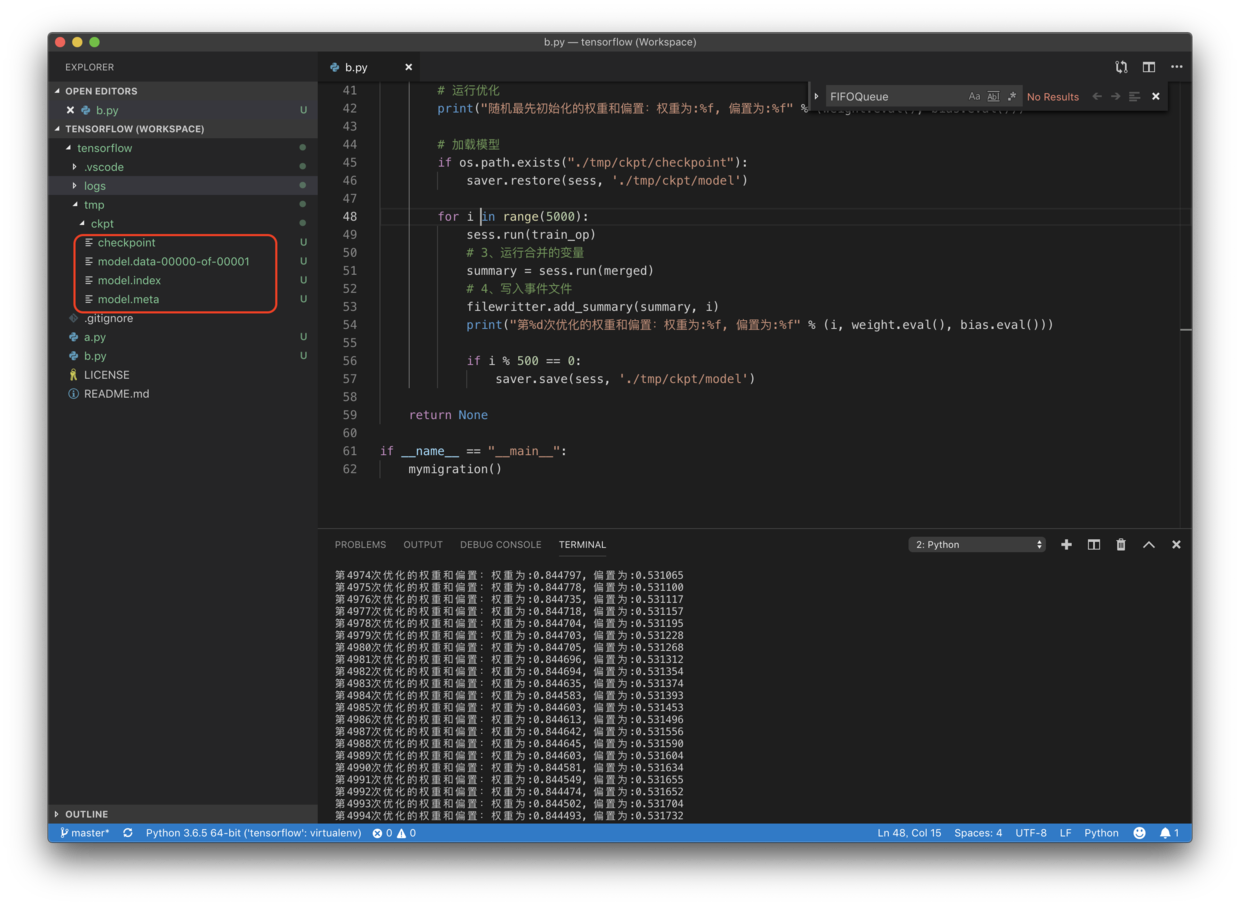 b.py — tensorflow (Workspace)
EXPLORER
OPEN EDITORS
b.py U
TENSORFLOW (WORKSPACE)
tensorflow
.vscode
logs
tmp
ckpt
checkpoint U
model.data-00000-of-00001 U
model.index U
model.meta U
.gitignore
a.py U
b.py U
LICENSE
README.md
OUTLINE
b.py
FIFOQueue Aa Abl .* No Results
41 # 运行优化
42 print("随机最先初始化的权重和偏置: 权重为:%f, 偏置为:%f" %
43
44 # 加载模型
45 if os.path.exists("./tmp/ckpt/checkpoint"):
46 saver.restore(sess, './tmp/ckpt/model')
47
48 for i in range(5000):
49 sess.run(train_op)
50 # 3、运行合并的变量
51 summary = sess.run(merged)
52 # 4、写入事件文件
53 filewritter.add_summary(summary, i)
54 print("第%d次优化的权重和偏置: 权重为:%f, 偏置为:%f" % (i, weight.eval(), bias.eval()))
55
56 if i % 500 == 0:
57 saver.save(sess, './tmp/ckpt/model')
58
59 return None
60
61 if __name__ == "__main__":
62 mymigration()
PROBLEMS OUTPUT DEBUG CONSOLE TERMINAL 2: Python
第4974次优化的权重和偏置: 权重为:0.844797, 偏置为:0.531065
第4975次优化的权重和偏置: 权重为:0.844778, 偏置为:0.531100
第4976次优化的权重和偏置: 权重为:0.844735, 偏置为:0.531117
第4977次优化的权重和偏置: 权重为:0.844718, 偏置为:0.531157
第4978次优化的权重和偏置: 权重为:0.844704, 偏置为:0.531195
第4979次优化的权重和偏置: 权重为:0.844703, 偏置为:0.531228
第4980次优化的权重和偏置: 权重为:0.844705, 偏置为:0.531268
第4981次优化的权重和偏置: 权重为:0.844696, 偏置为:0.531312
第4982次优化的权重和偏置: 权重为:0.844694, 偏置为:0.531354
第4983次优化的权重和偏置: 权重为:0.844635, 偏置为:0.531374
第4984次优化的权重和偏置: 权重为:0.844583, 偏置为:0.531393
第4985次优化的权重和偏置: 权重为:0.844603, 偏置为:0.531453
第4986次优化的权重和偏置: 权重为:0.844613, 偏置为:0.531496
第4987次优化的权重和偏置: 权重为:0.844642, 偏置为:0.531556
第4988次优化的权重和偏置: 权重为:0.844645, 偏置为:0.531590
第4989次优化的权重和偏置: 权重为:0.844603, 偏置为:0.531604
第4990次优化的权重和偏置: 权重为:0.844581, 偏置为:0.531634
第4991次优化的权重和偏置: 权重为:0.844549, 偏置为:0.531655
第4992次优化的权重和偏置: 权重为:0.844474, 偏置为:0.531652
第4993次优化的权重和偏置: 权重为:0.844502, 偏置为:0.531704
第4994次优化的权重和偏置: 权重为:0.844493, 偏置为:0.531732
master* Python 3.6.5 64-bit ('tensorflow': virtualenv) 0 0 Ln 48, Col 15 Spaces: 4 UTF-8 LF Python 1